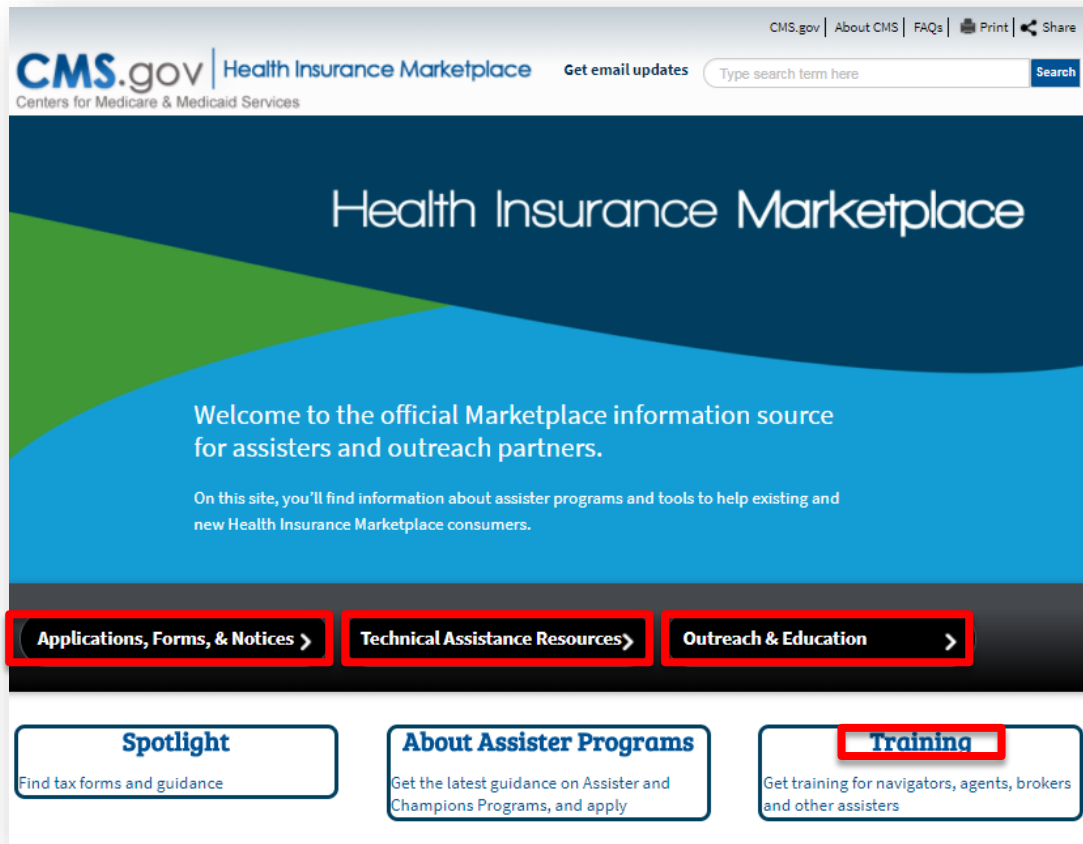 CMS.gov About CMS FAQs Print Share
CMS.gov Health Insurance Marketplace Get email updates Type search term here Search
Centers for Medicare & Medicaid Services
Health Insurance Marketplace
Welcome to the official Marketplace information source
for assisters and outreach partners.
On this site, you'll find information about assister programs and tools to help existing and
new Health Insurance Marketplace consumers.
Applications, Forms, & Notices Technical Assistance Resources Outreach & Education
Spotlight
Find tax forms and guidance
About Assister Programs
Get the latest guidance on Assister and
Champions Programs, and apply
Training
Get training for navigators, agents, brokers
and other assisters